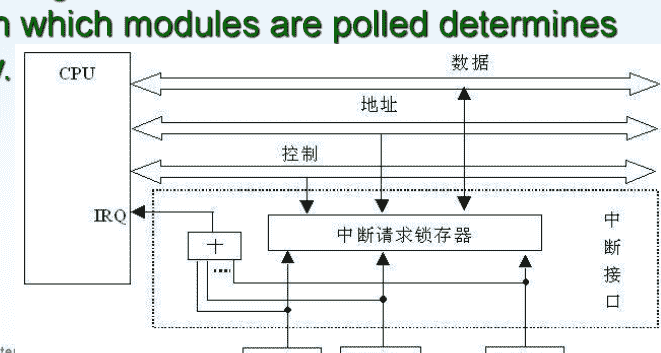 which modules are polled determines
CPU
数据
地址
控制
IRQ
中断请求锁存器
十
中断接口